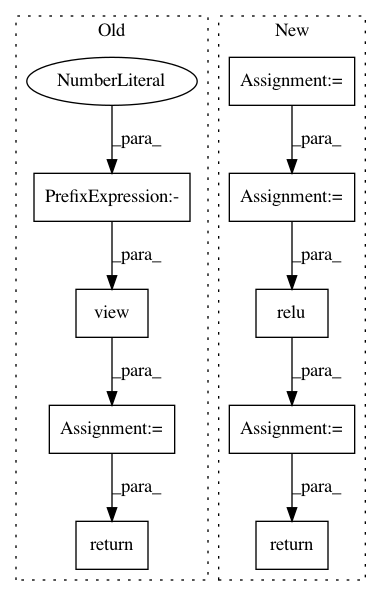 Old
NumberLiteral
_para_
PrefixExpression:-
_para_
view
_para_
Assignment:=
_para_
return
New
Assignment:=
_para_
Assignment:=
_para_
relu
_para_
Assignment:=
_para_
return